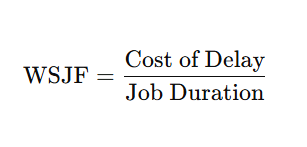 WSJF = Cost of Delay
Job Duration